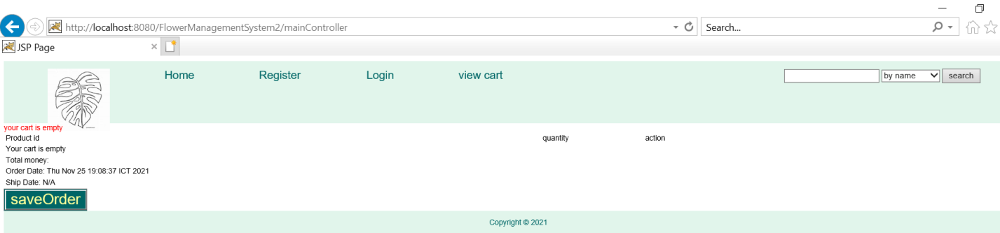 http://localhost:8080/FlowerManagementSystem2/mainController
Search...
JSP Page
Home Register Login view cart by name search
your cart is empty
Product id quantity action
Your cart is empty
Total money:
Order Date: Thu Nov 25 19:08:37 ICT 2021
Ship Date: N/A
saveOrder
Copyright © 2021